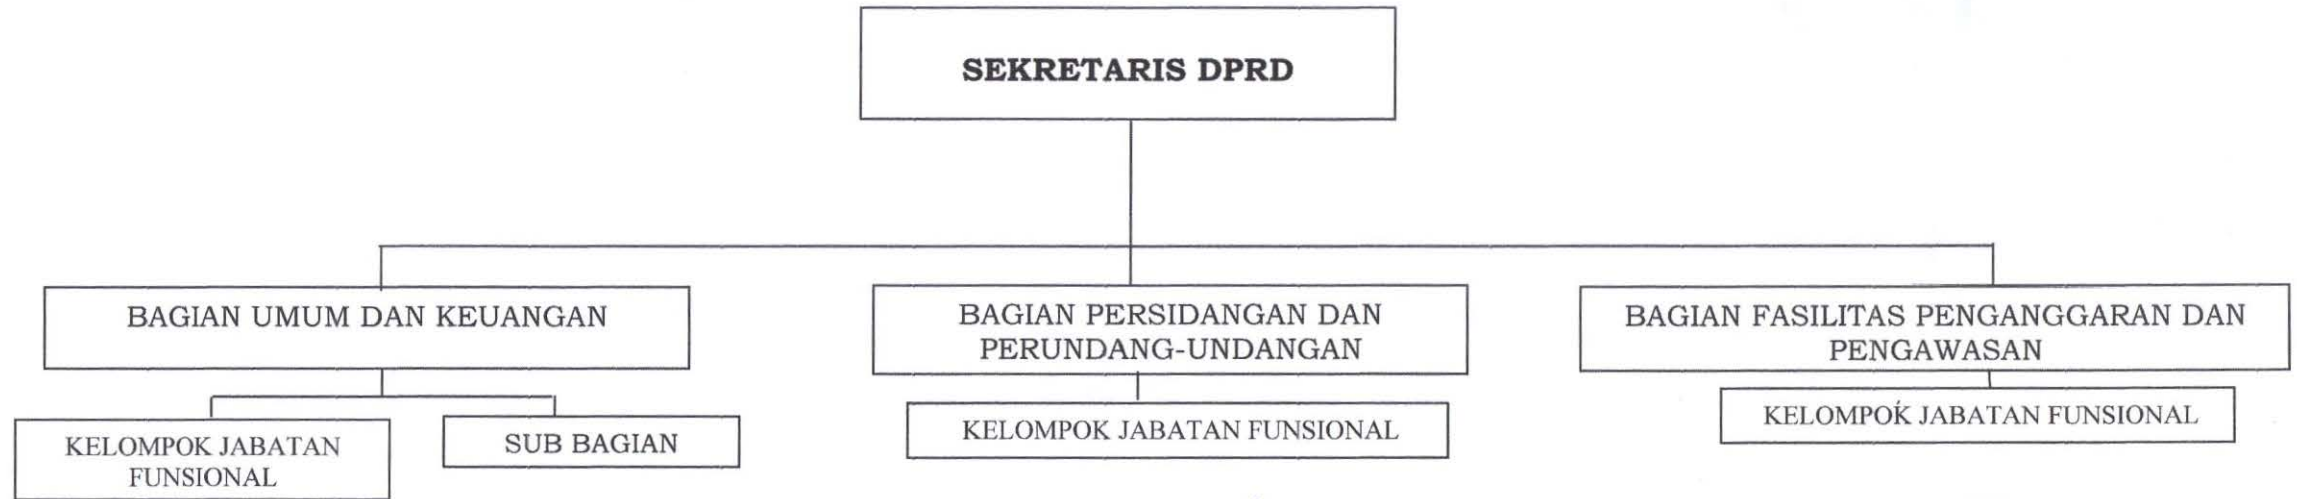 SEKRETARIS DPRD
BAGIAN UMUM DAN KEUANGAN
BAGIAN PERSIDANGAN DAN
PERUNDANG-UNDANGAN
BAGIAN FASILITAS PENGANGGARAN DAN
PENGAWASAN
KELOMPOK JABATAN
FUNSIONAL
SUB BAGIAN
KELOMPOK JABATAN FUNSIONAL
KELOMPOK JABATAN FUNSIONAL